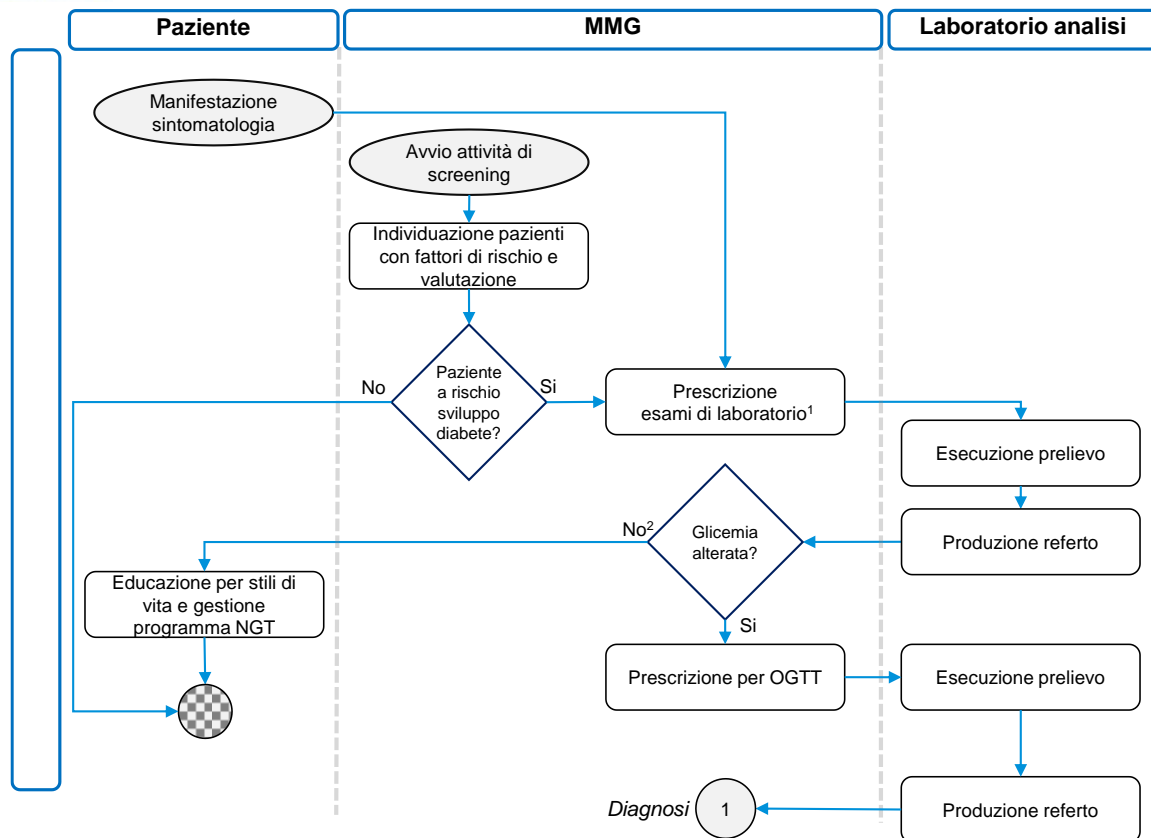 Paziente
MMG
Laboratorio analisi
Manifestazione
sintomatologia
Avvio attività di
screening
Individuazione pazienti
con fattori di rischio e
valutazione
No
Paziente
a rischio
sviluppo
diabete?
Si
Prescrizione
esami di laboratorio¹
Esecuzione prelievo
No²
Glicemia
alterata?
Produzione referto
Educazione per stili di
vita e gestione
programma NGT
Si
Prescrizione per OGTT
Esecuzione prelievo
Diagnosi
1
Produzione referto